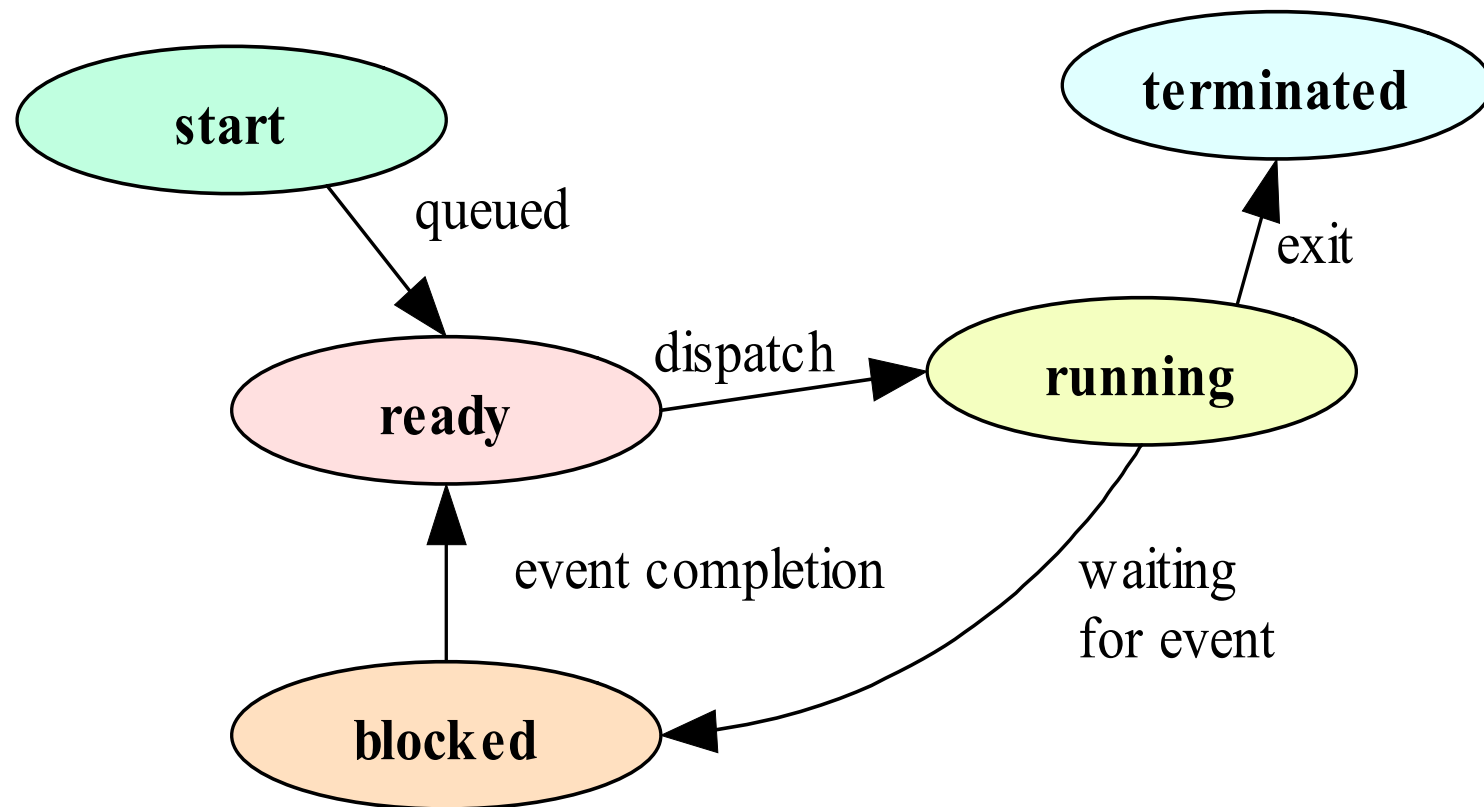 start
terminated
queued
exit
dispatch
running
ready
event completion
waiting
for event
blocked